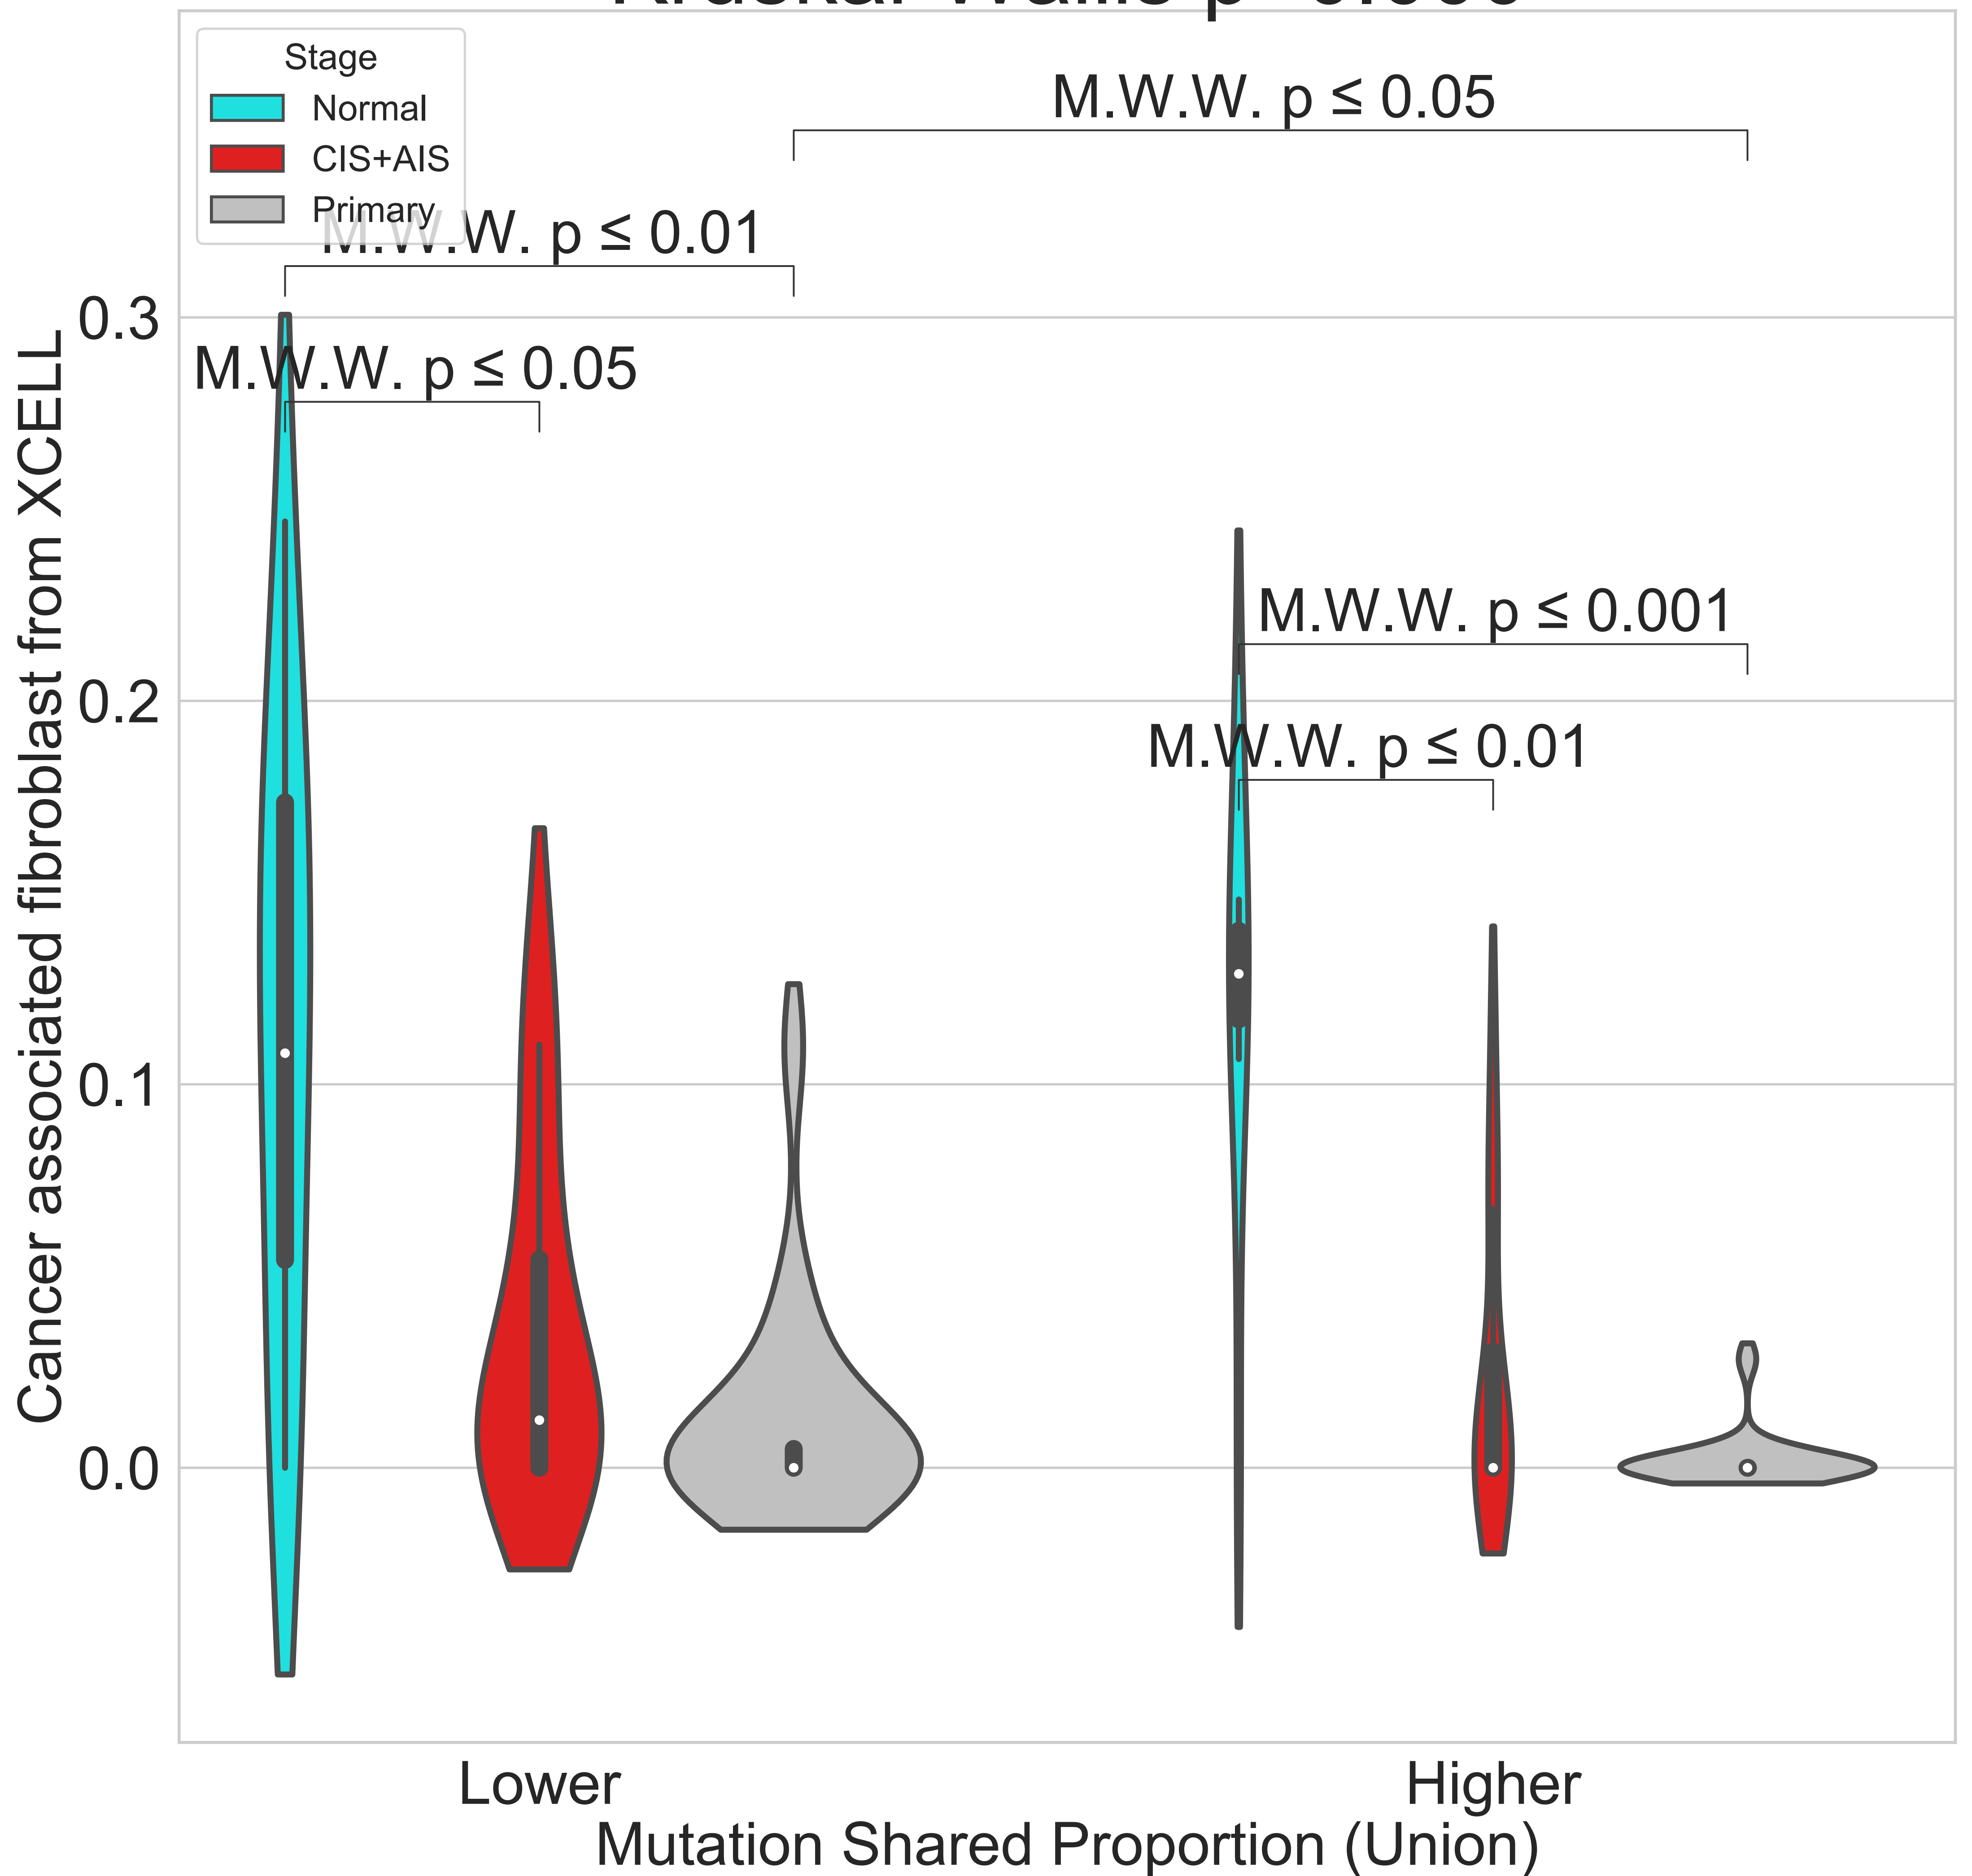 Stage
Normal
CIS+AIS
Primary
M.W.W. p ≤ 0.05
M.W.W. p ≤ 0.01
M.W.W. p ≤ 0.05
M.W.W. p ≤ 0.001
M.W.W. p ≤ 0.01
Cancer associated fibroblast from XCELL
0.3
0.2
0.1
0.0
Lower
Higher
Mutation Shared Proportion (Union)